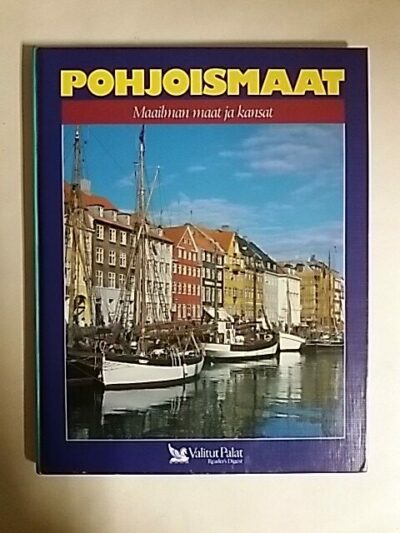 POHJOISMAAT
Maailman maat ja kansat
Valitut Palat
Reader's Digest